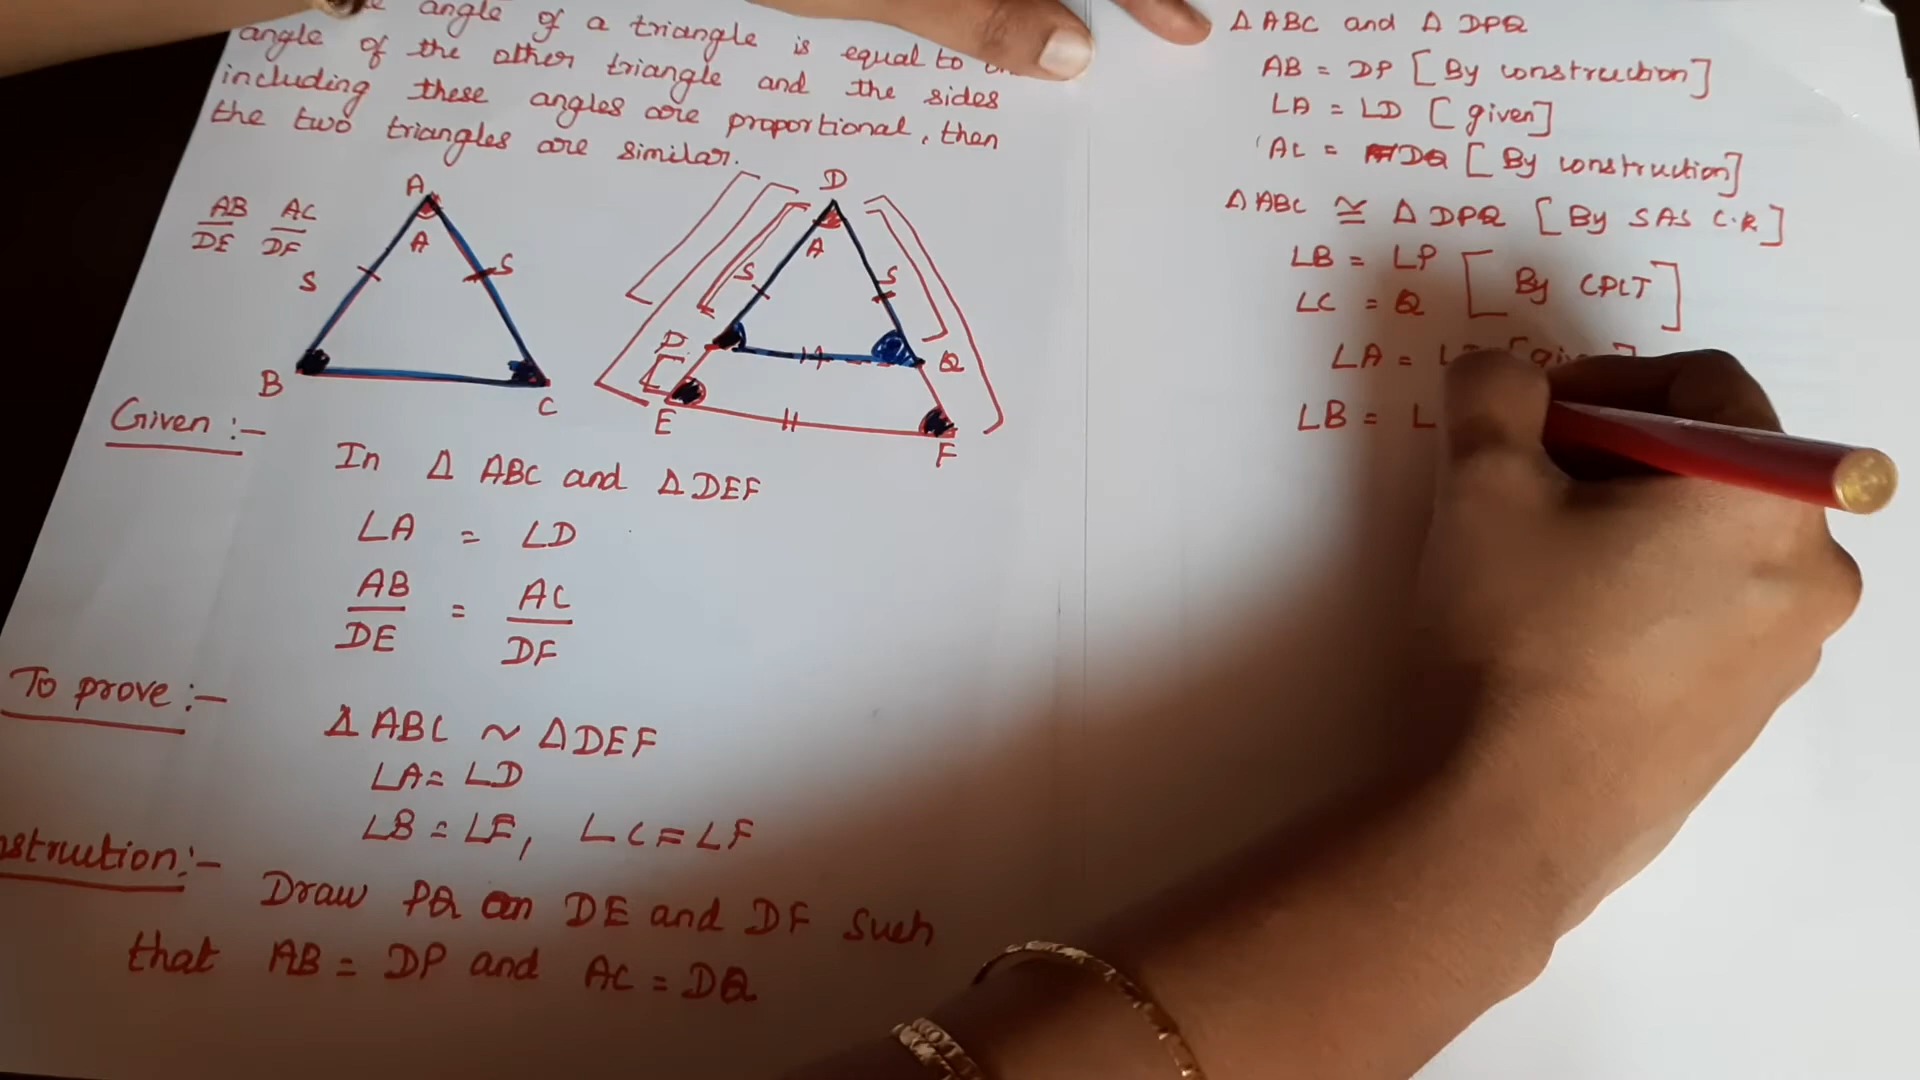 angle of a triangle is equal to
angle of the other triangle and the sides
including these angles are proportional, then
the two triangles are similar.
AB AC
DE DF
A
A
S
S
B
C
D
A
S
S
P
Q
E
F
Given :-
In Δ ABC and Δ DEF
∠A = ∠D
AB = AC
DE DF
To prove :-
Δ ABC ~ Δ DEF
∠A = ∠D
∠B = ∠E, ∠C = ∠F
nstruction:-
Draw PQ on DE and DF such
that AB = DP and AC = DQ
Δ ABC and Δ DPQ
AB = DP [By construction]
∠A = ∠D [given]
AC = DQ [By construction]
Δ ABC ≅ Δ DPQ [By SAS C.R]
∠B = ∠P
∠C = Q
[By CPCT]
∠A =
∠B = ∠